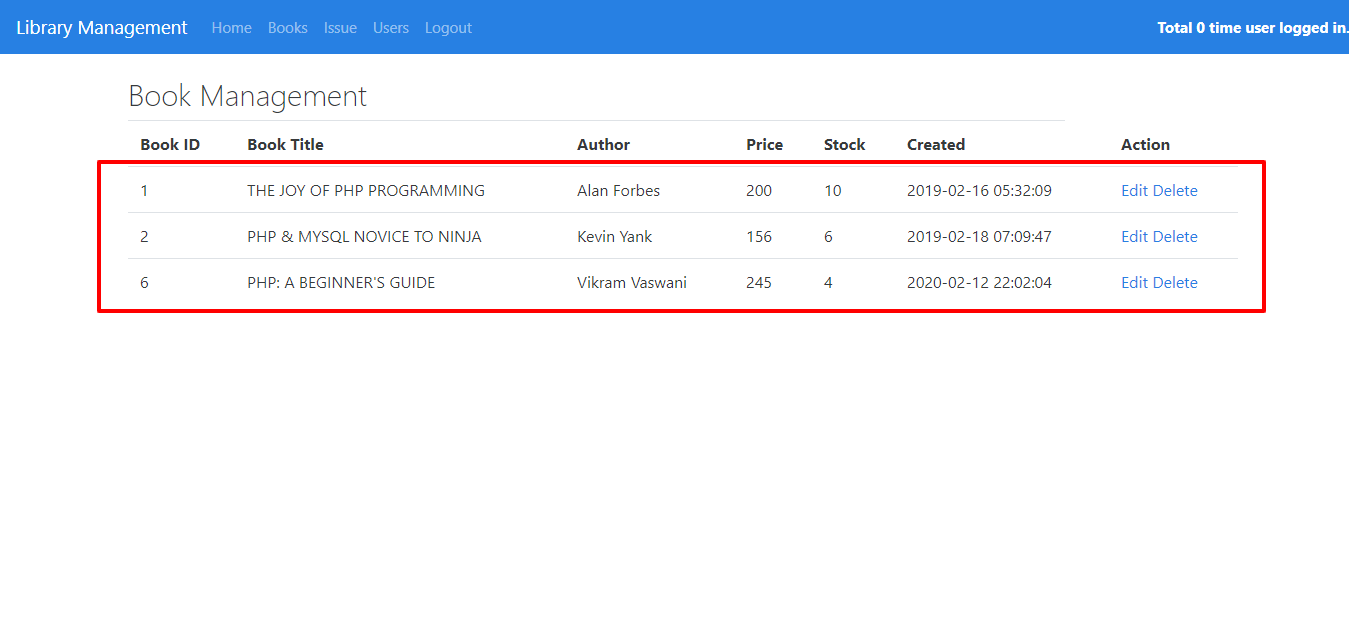 Library Management Home Books Issue Users Logout Total 0 time user logged in.
Book Management
Book ID Book Title Author Price Stock Created Action
1 THE JOY OF PHP PROGRAMMING Alan Forbes 200 10 2019-02-16 05:32:09 Edit Delete
2 PHP & MYSQL NOVICE TO NINJA Kevin Yank 156 6 2019-02-18 07:09:47 Edit Delete
6 PHP: A BEGINNER'S GUIDE Vikram Vaswani 245 4 2020-02-12 22:02:04 Edit Delete